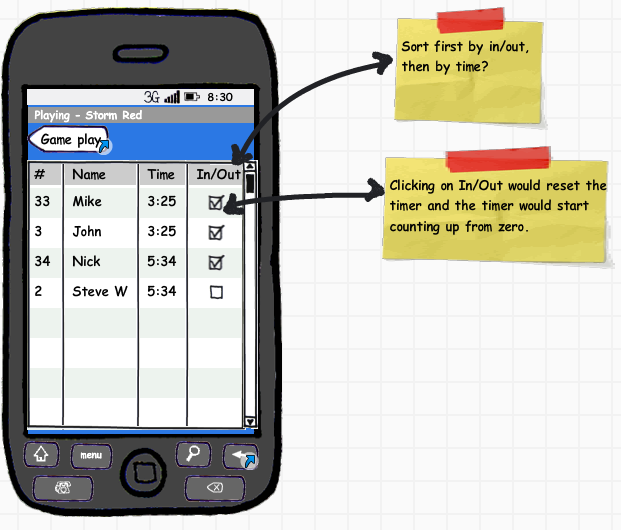 3G 8:30
Playing - Storm Red
Game play
# Name Time In/Out
33 Mike 3:25
3 John 3:25
34 Nick 5:34
2 Steve W 5:34
menu
Sort first by in/out,
then by time?
Clicking on In/Out would reset the
timer and the timer would start
counting up from zero.